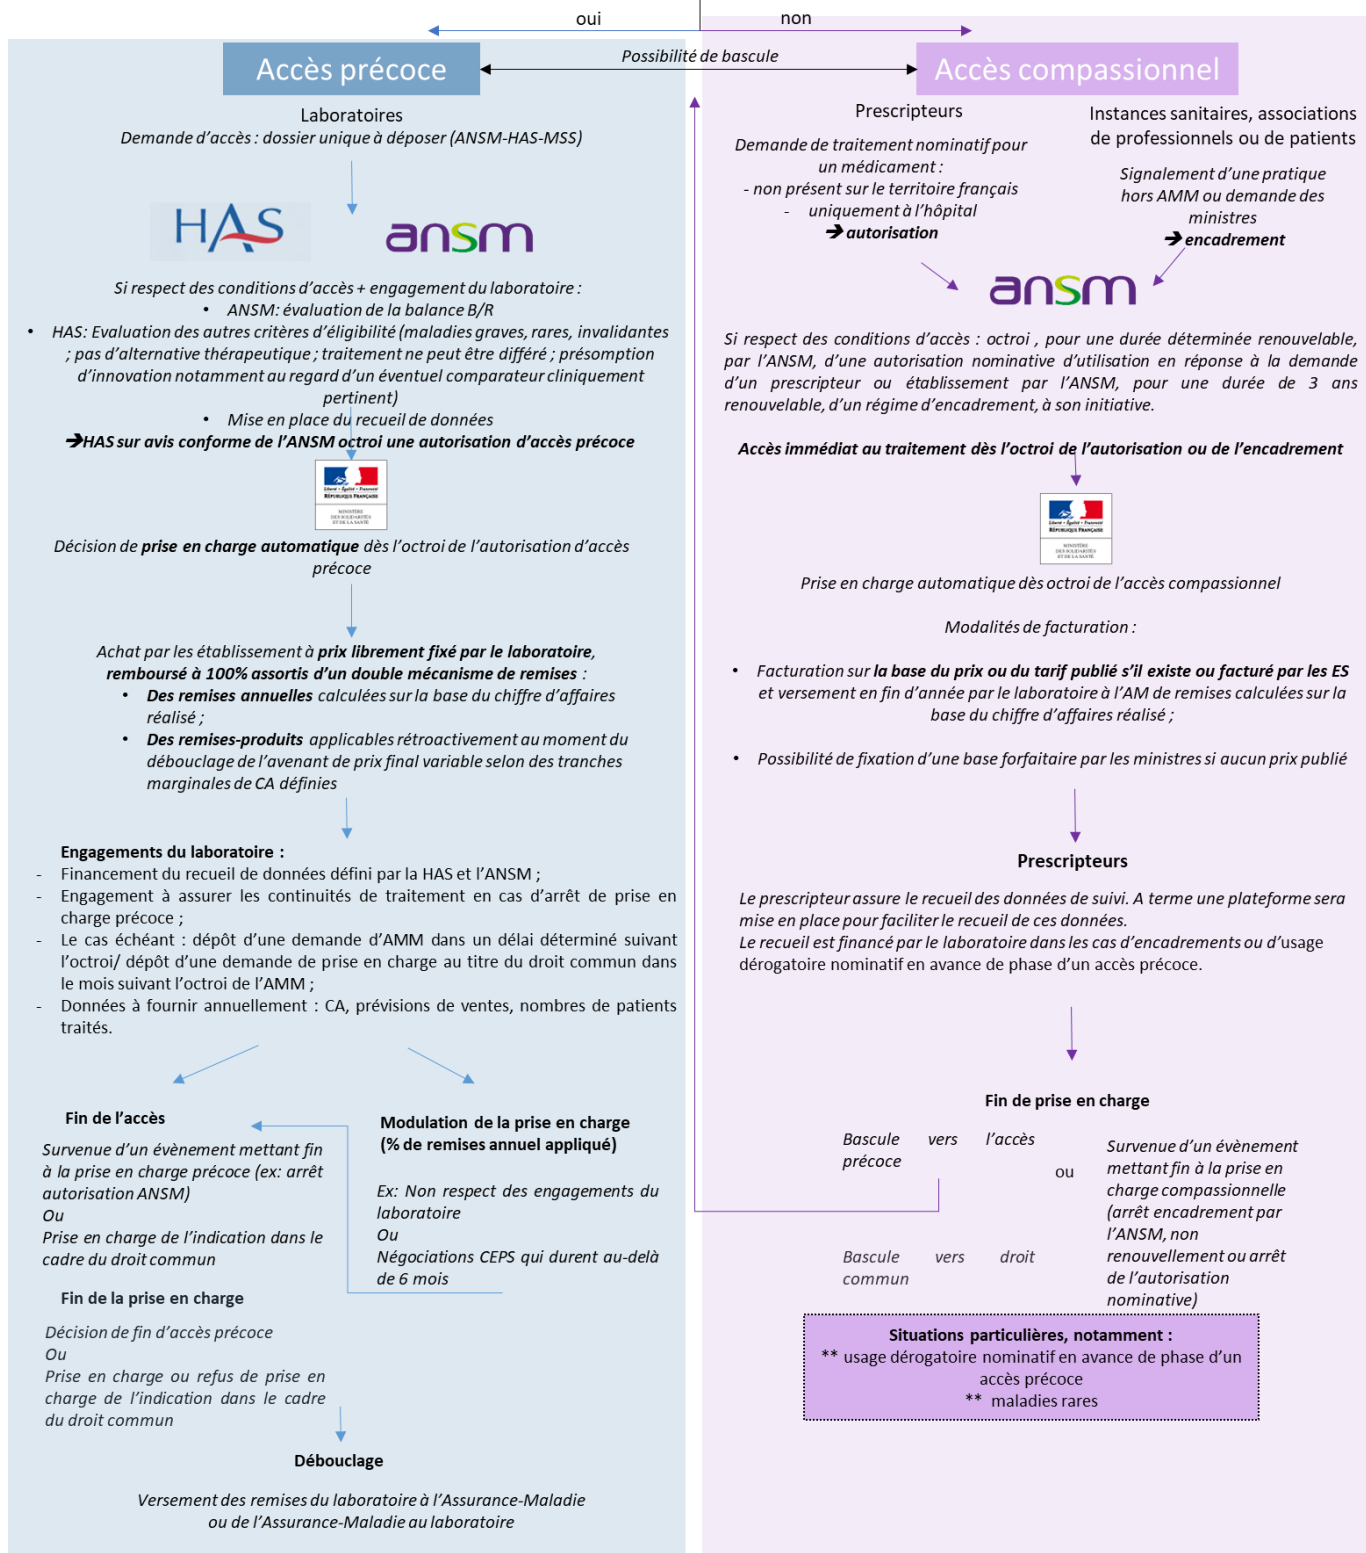 oui
non
Possibilité de bascule
Accès précoce
Laboratoires
Demande d'accès : dossier unique à déposer (ANSM-HAS-MSS)
HAS
ansm
Si respect des conditions d'accès + engagement du laboratoire :
• ANSM: évaluation de la balance B/R
• HAS: Evaluation des autres critères d'éligibilité (maladies graves, rares, invalidantes
; pas d'alternative thérapeutique ; traitement ne peut être différé ; présomption
d'innovation notamment au regard d'un éventuel comparateur cliniquement
pertinent)
• Mise en place du recueil de données
➔HAS sur avis conforme de l'ANSM octroi une autorisation d'accès précoce
Liberté • Égalité • Fraternité
RÉPUBLIQUE FRANÇAISE
MINISTÈRE
DES SOLIDARITÉS
ET DE LA SANTÉ
Décision de prise en charge automatique dès l'octroi de l'autorisation d'accès
précoce
Achat par les établissement à prix librement fixé par le laboratoire,
remboursé à 100% assortis d'un double mécanisme de remises :
• Des remises annuelles calculées sur la base du chiffre d'affaires
réalisé ;
• Des remises-produits applicables rétroactivement au moment du
débouclage de l'avenant de prix final variable selon des tranches
marginales de CA définies
Engagements du laboratoire :
- Financement du recueil de données défini par la HAS et l'ANSM ;
- Engagement à assurer les continuités de traitement en cas d'arrêt de prise en
charge précoce ;
- Le cas échéant : dépôt d'une demande d'AMM dans un délai déterminé suivant
l'octroi/ dépôt d'une demande de prise en charge au titre du droit commun dans
le mois suivant l'octroi de l'AMM ;
- Données à fournir annuellement : CA, prévisions de ventes, nombres de patients
traités.
Fin de l'accès
Survenue d'un évènement mettant fin
à la prise en charge précoce (ex: arrêt
autorisation ANSM)
Ou
Prise en charge de l'indication dans le
cadre du droit commun
Modulation de la prise en charge
(% de remises annuel appliqué)
Ex: Non respect des engagements du
laboratoire
Ou
Négociations CEPS qui durent au-delà
de 6 mois
Fin de la prise en charge
Décision de fin d'accès précoce
Ou
Prise en charge ou refus de prise en
charge de l'indication dans le cadre
du droit commun
Débouclage
Versement des remises du laboratoire à l'Assurance-Maladie
ou de l'Assurance-Maladie au laboratoire
Accès compassionnel
Prescripteurs
Demande de traitement nominatif pour
un médicament :
- non présent sur le territoire français
- uniquement à l'hôpital
➔ autorisation
Instances sanitaires, associations
de professionnels ou de patients
Signalement d'une pratique
hors AMM ou demande des
ministres
➔ encadrement
ansm
Si respect des conditions d'accès : octroi , pour une durée déterminée renouvelable,
par l'ANSM, d'une autorisation nominative d'utilisation en réponse à la demande
d'un prescripteur ou établissement par l'ANSM, pour une durée de 3 ans
renouvelable, d'un régime d'encadrement, à son initiative.
Accès immédiat au traitement dès l'octroi de l'autorisation ou de l'encadrement
Liberté • Égalité • Fraternité
RÉPUBLIQUE FRANÇAISE
MINISTÈRE
DES SOLIDARITÉS
ET DE LA SANTÉ
Prise en charge automatique dès octroi de l'accès compassionnel
Modalités de facturation :
• Facturation sur la base du prix ou du tarif publié s'il existe ou facturé par les ES
et versement en fin d'année par le laboratoire à l'AM de remises calculées sur la
base du chiffre d'affaires réalisé ;
• Possibilité de fixation d'une base forfaitaire par les ministres si aucun prix publié
Prescripteurs
Le prescripteur assure le recueil des données de suivi. A terme une plateforme sera
mise en place pour faciliter le recueil de ces données.
Le recueil est financé par le laboratoire dans les cas d'encadrements ou d'usage
dérogatoire nominatif en avance de phase d'un accès précoce.
Fin de prise en charge
Bascule vers l'accès
précoce
ou
Bascule vers droit
commun
Survenue d'un évènement
mettant fin à la prise en
charge compassionnelle
(arrêt encadrement par
l'ANSM, non
renouvellement ou arrêt
de l'autorisation
nominative)
Situations particulières, notamment :
** usage dérogatoire nominatif en avance de phase d'un
accès précoce
** maladies rares